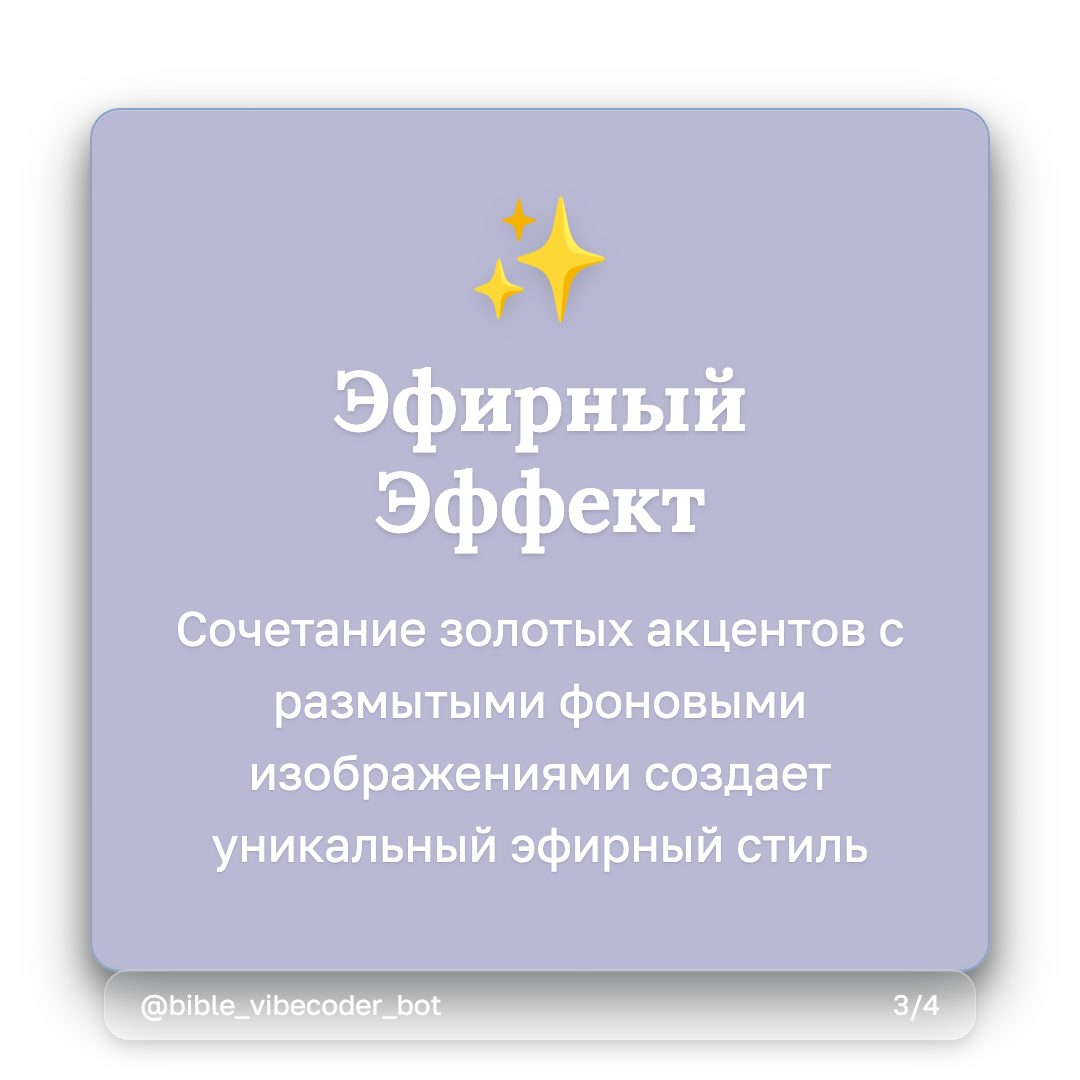 Эфирный
Эффект
Сочетание золотых акцентов с
размытыми фоновыми
изображениями создает
уникальный эфирный стиль
@bible_vibecoder_bot 3/4